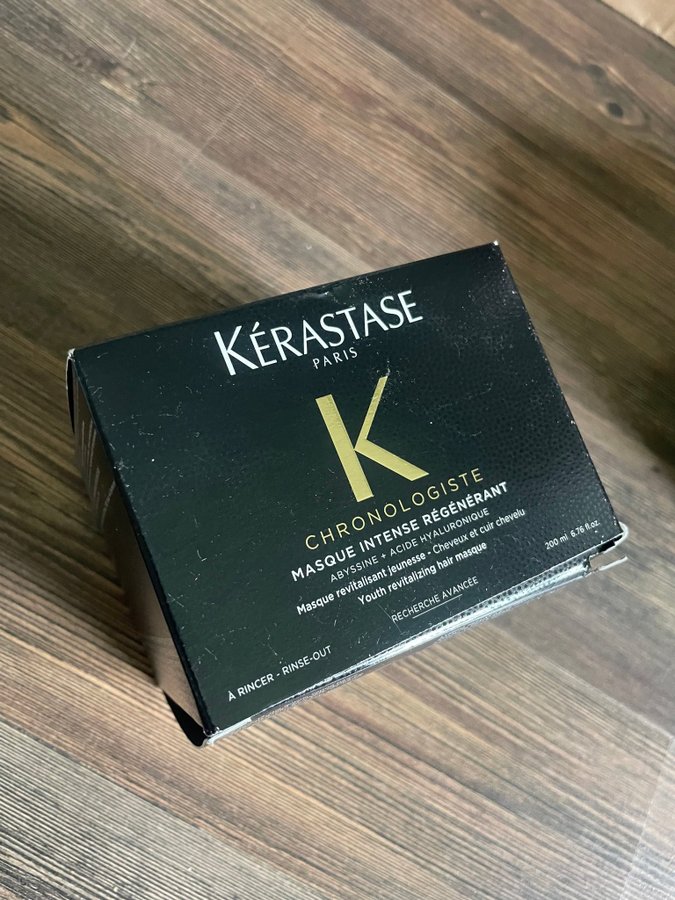 KÉRASTASE
PARIS
K
CHRONOLOGISTE
MASQUE INTENSE RÉGÉNÉRANT
ABYSSINE + ACIDE HYALURONIQUE
Masque revitalisant jeunesse - Cheveux et cuir chevelu
Youth revitalizing hair masque
RECHERCHE AVANCÉE
200 ml 6.76 fl.oz.
À RINCER - RINSE-OUT